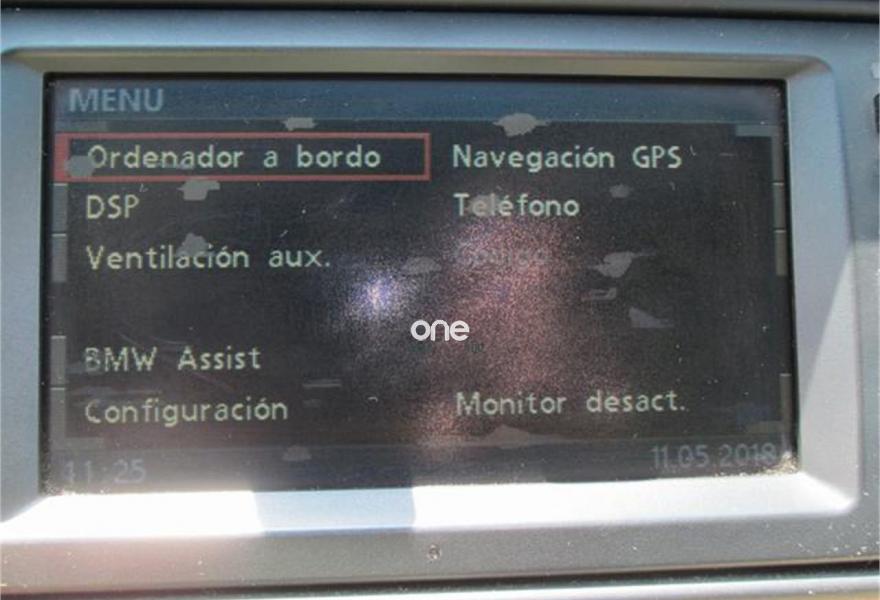 MENU
Ordenador a bordo
Navegación GPS
DSP
Teléfono
Ventilación aux.
Código
one
BMW Assist
Configuración
Monitor desact.
11:25
11.05.2018